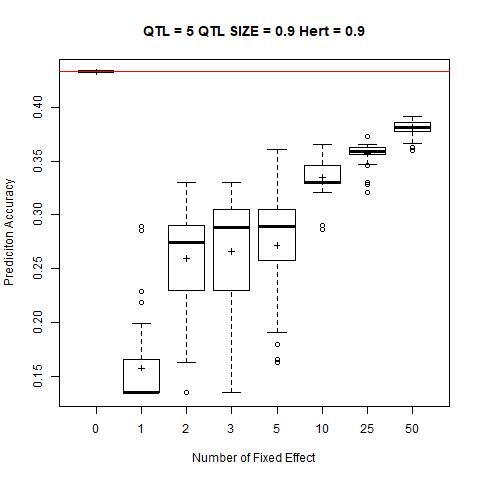 QTL = 5 QTL SIZE = 0.9 Hert = 0.9
Prediciton Accuracy
0.40
0.35
0.30
0.25
0.20
0.15
0 1 2 3 5 10 25 50
Number of Fixed Effect